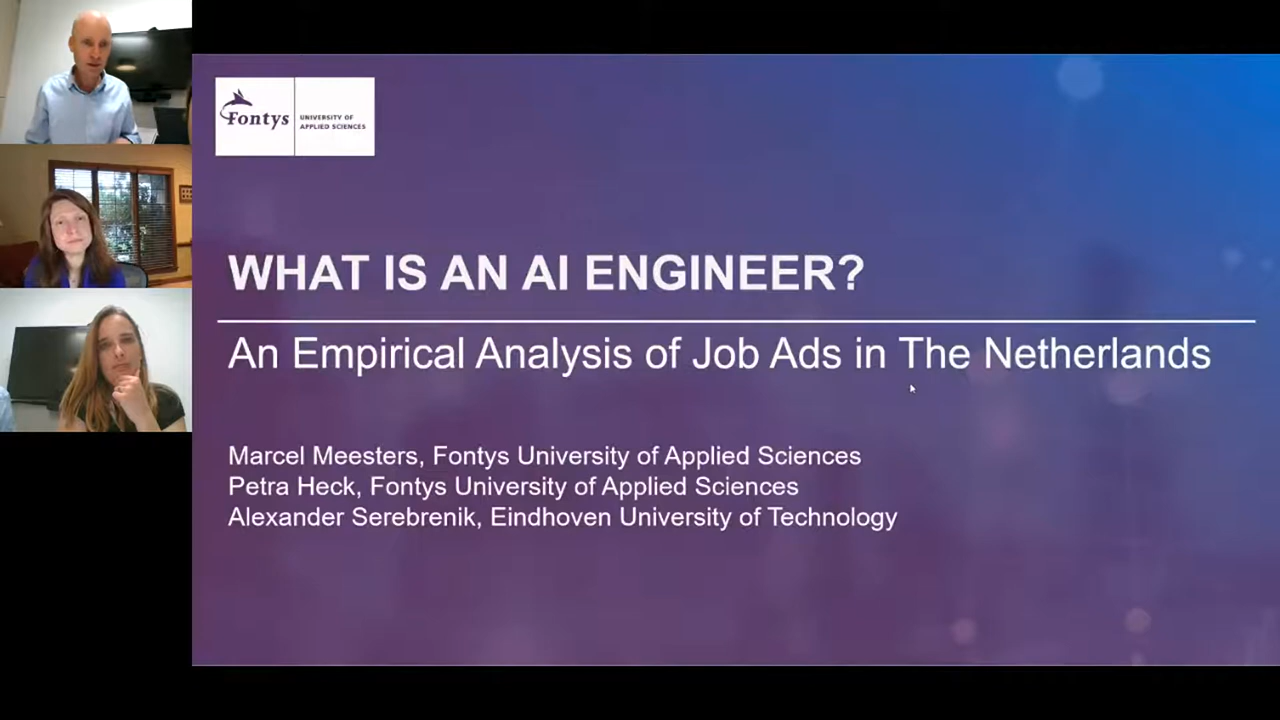 Fontys
UNIVERSITY OF
APPLIED SCIENCES
WHAT IS AN AI ENGINEER?
An Empirical Analysis of Job Ads in The Netherlands
Marcel Meesters, Fontys University of Applied Sciences
Petra Heck, Fontys University of Applied Sciences
Alexander Serebrenik, Eindhoven University of Technology